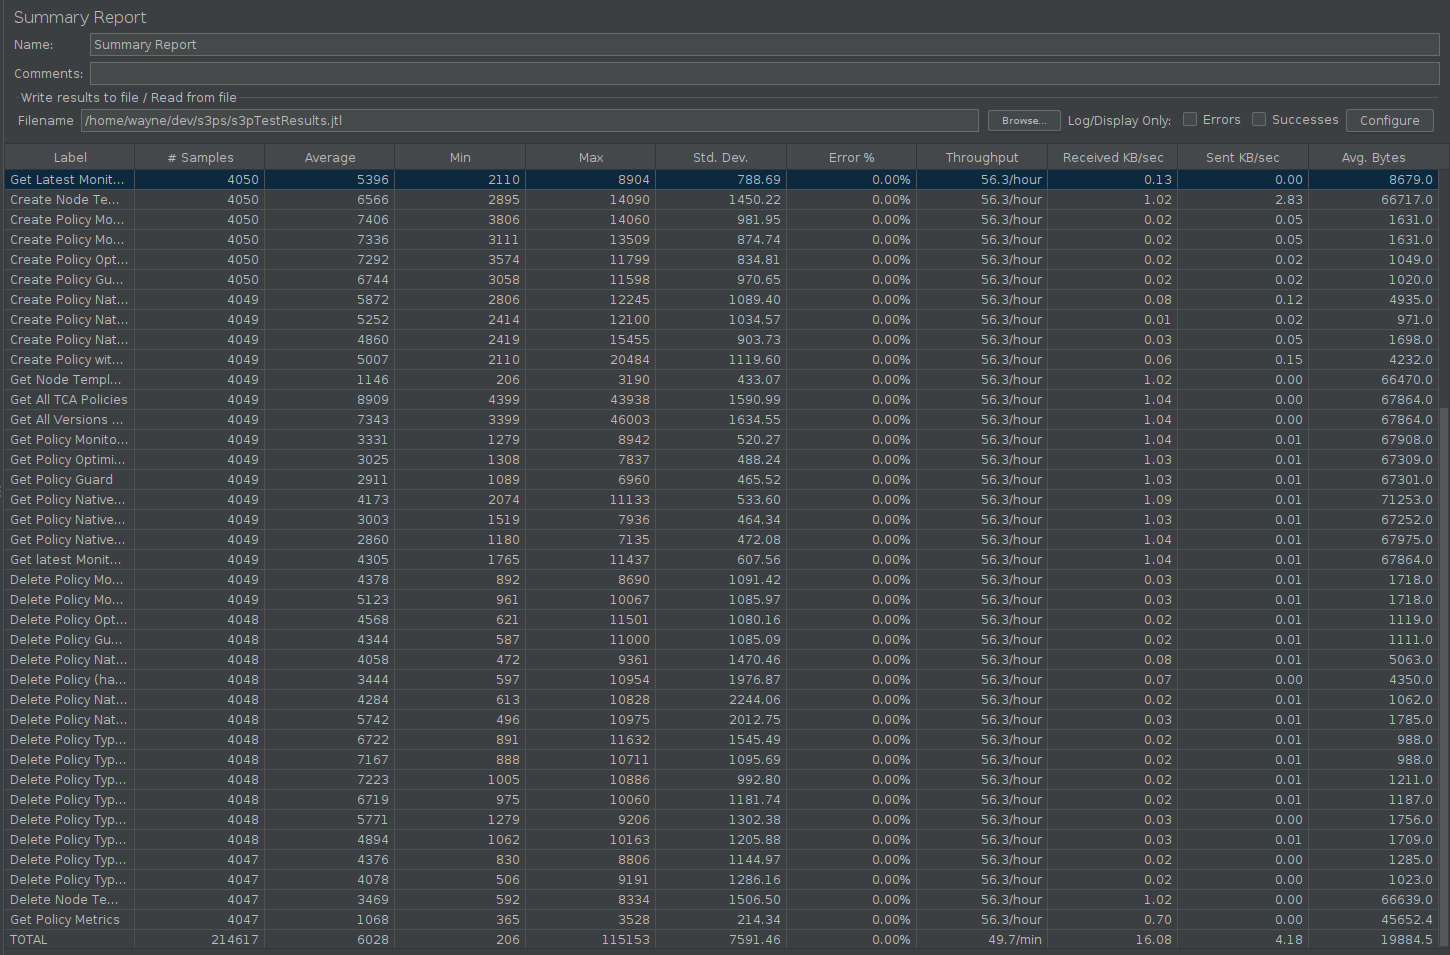 Summary Report
Name: Summary Report
Comments:
Write results to file / Read from file
Filename /home/wayne/dev/s3ps/s3pTestResults.jtl Browse... Log/Display Only: Errors Successes Configure
Label # Samples Average Min Max Std. Dev. Error % Throughput Received KB/sec Sent KB/sec Avg. Bytes
Get Latest Monit... 4050 5396 2110 8904 788.69 0.00% 56.3/hour 0.13 0.00 8679.0
Create Node Te... 4050 6566 2895 14090 1450.22 0.00% 56.3/hour 1.02 2.83 66717.0
Create Policy Mo... 4050 7406 3806 14060 981.95 0.00% 56.3/hour 0.02 0.05 1631.0
Create Policy Mo... 4050 7336 3111 13509 874.74 0.00% 56.3/hour 0.02 0.05 1631.0
Create Policy Opt... 4050 7292 3574 11799 834.81 0.00% 56.3/hour 0.02 0.02 1049.0
Create Policy Gu... 4050 6744 3058 11598 970.65 0.00% 56.3/hour 0.02 0.02 1020.0
Create Policy Nat... 4049 5872 2806 12245 1089.40 0.00% 56.3/hour 0.08 0.12 4935.0
Create Policy Nat... 4049 5252 2414 12100 1034.57 0.00% 56.3/hour 0.01 0.02 971.0
Create Policy Nat... 4049 4860 2419 15455 903.73 0.00% 56.3/hour 0.03 0.05 1698.0
Create Policy wit... 4049 5007 2110 20484 1119.60 0.00% 56.3/hour 0.06 0.15 4232.0
Get Node Templ... 4049 1146 206 3190 433.07 0.00% 56.3/hour 1.02 0.00 66470.0
Get All TCA Policies 4049 8909 4399 43938 1590.99 0.00% 56.3/hour 1.04 0.00 67864.0
Get All Versions ... 4049 7343 3399 46003 1634.55 0.00% 56.3/hour 1.04 0.00 67864.0
Get Policy Monito... 4049 3331 1279 8942 520.27 0.00% 56.3/hour 1.04 0.01 67908.0
Get Policy Optimi... 4049 3025 1308 7837 488.24 0.00% 56.3/hour 1.03 0.01 67309.0
Get Policy Guard 4049 2911 1089 6960 465.52 0.00% 56.3/hour 1.03 0.01 67301.0
Get Policy Native... 4049 4173 2074 11133 533.60 0.00% 56.3/hour 1.09 0.01 71253.0
Get Policy Native... 4049 3003 1519 7936 464.34 0.00% 56.3/hour 1.03 0.01 67252.0
Get Policy Native... 4049 2860 1180 7135 472.08 0.00% 56.3/hour 1.04 0.01 67975.0
Get latest Monit... 4049 4305 1765 11437 607.56 0.00% 56.3/hour 1.04 0.01 67864.0
Delete Policy Mo... 4049 4378 892 8690 1091.42 0.00% 56.3/hour 0.03 0.01 1718.0
Delete Policy Mo... 4049 5123 961 10067 1085.97 0.00% 56.3/hour 0.03 0.01 1718.0
Delete Policy Opt... 4048 4568 621 11501 1080.16 0.00% 56.3/hour 0.02 0.01 1119.0
Delete Policy Gu... 4048 4344 587 11000 1085.09 0.00% 56.3/hour 0.02 0.01 1111.0
Delete Policy Nat... 4048 4058 472 9361 1470.46 0.00% 56.3/hour 0.08 0.01 5063.0
Delete Policy (ha... 4048 3444 597 10954 1976.87 0.00% 56.3/hour 0.07 0.00 4350.0
Delete Policy Nat... 4048 4284 613 10828 2244.06 0.00% 56.3/hour 0.02 0.01 1062.0
Delete Policy Nat... 4048 5742 496 10975 2012.75 0.00% 56.3/hour 0.03 0.01 1785.0
Delete Policy Typ... 4048 6722 891 11632 1545.49 0.00% 56.3/hour 0.02 0.01 988.0
Delete Policy Typ... 4048 7167 888 10711 1095.69 0.00% 56.3/hour 0.02 0.01 988.0
Delete Policy Typ... 4048 7223 1005 10886 992.80 0.00% 56.3/hour 0.02 0.01 1211.0
Delete Policy Typ... 4048 6719 975 10060 1181.74 0.00% 56.3/hour 0.02 0.01 1187.0
Delete Policy Typ... 4048 5771 1279 9206 1302.38 0.00% 56.3/hour 0.03 0.00 1756.0
Delete Policy Typ... 4048 4894 1062 10163 1205.88 0.00% 56.3/hour 0.03 0.01 1709.0
Delete Policy Typ... 4047 4376 830 8806 1144.97 0.00% 56.3/hour 0.02 0.00 1285.0
Delete Policy Typ... 4047 4078 506 9191 1286.16 0.00% 56.3/hour 0.02 0.00 1023.0
Delete Node Te... 4047 3469 592 8334 1506.50 0.00% 56.3/hour 1.02 0.00 66639.0
Get Policy Metrics 4047 1068 365 3528 214.34 0.00% 56.3/hour 0.70 0.00 45652.4
TOTAL 214617 6028 206 115153 7591.46 0.00% 49.7/min 16.08 4.18 19884.5